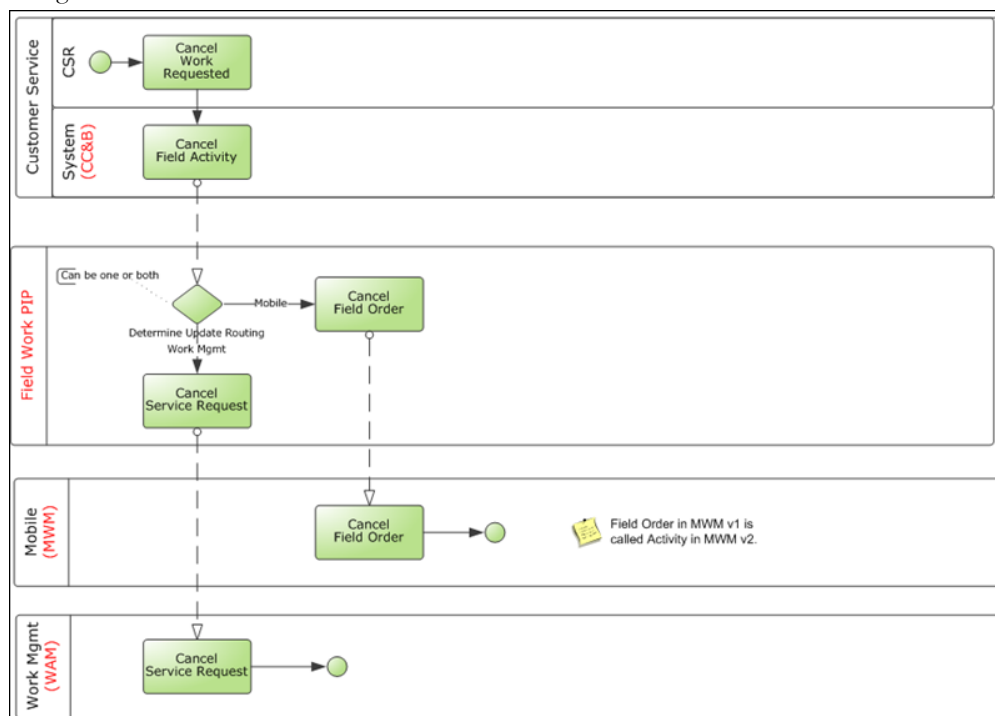 Customer Service
CSR
Cancel
Work
Requested
System
(CC&B)
Cancel
Field Activity
Field Work PIP
Can be one or both
Mobile
Cancel
Field Order
Determine Update Routing
Work Mgmt
Cancel
Service Request
Mobile
(MWM)
Cancel
Field Order
Field Order in MWM v1 is
called Activity in MWM v2.
Work Mgmt
(WAM)
Cancel
Service Request